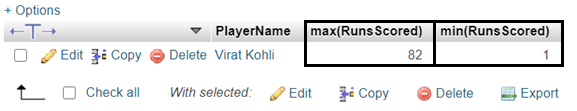 + Options
PlayerName max(RunsScored) min(RunsScored)
Edit Copy Delete Virat Kohli 82 1
Check all With selected: Edit Copy Delete Export